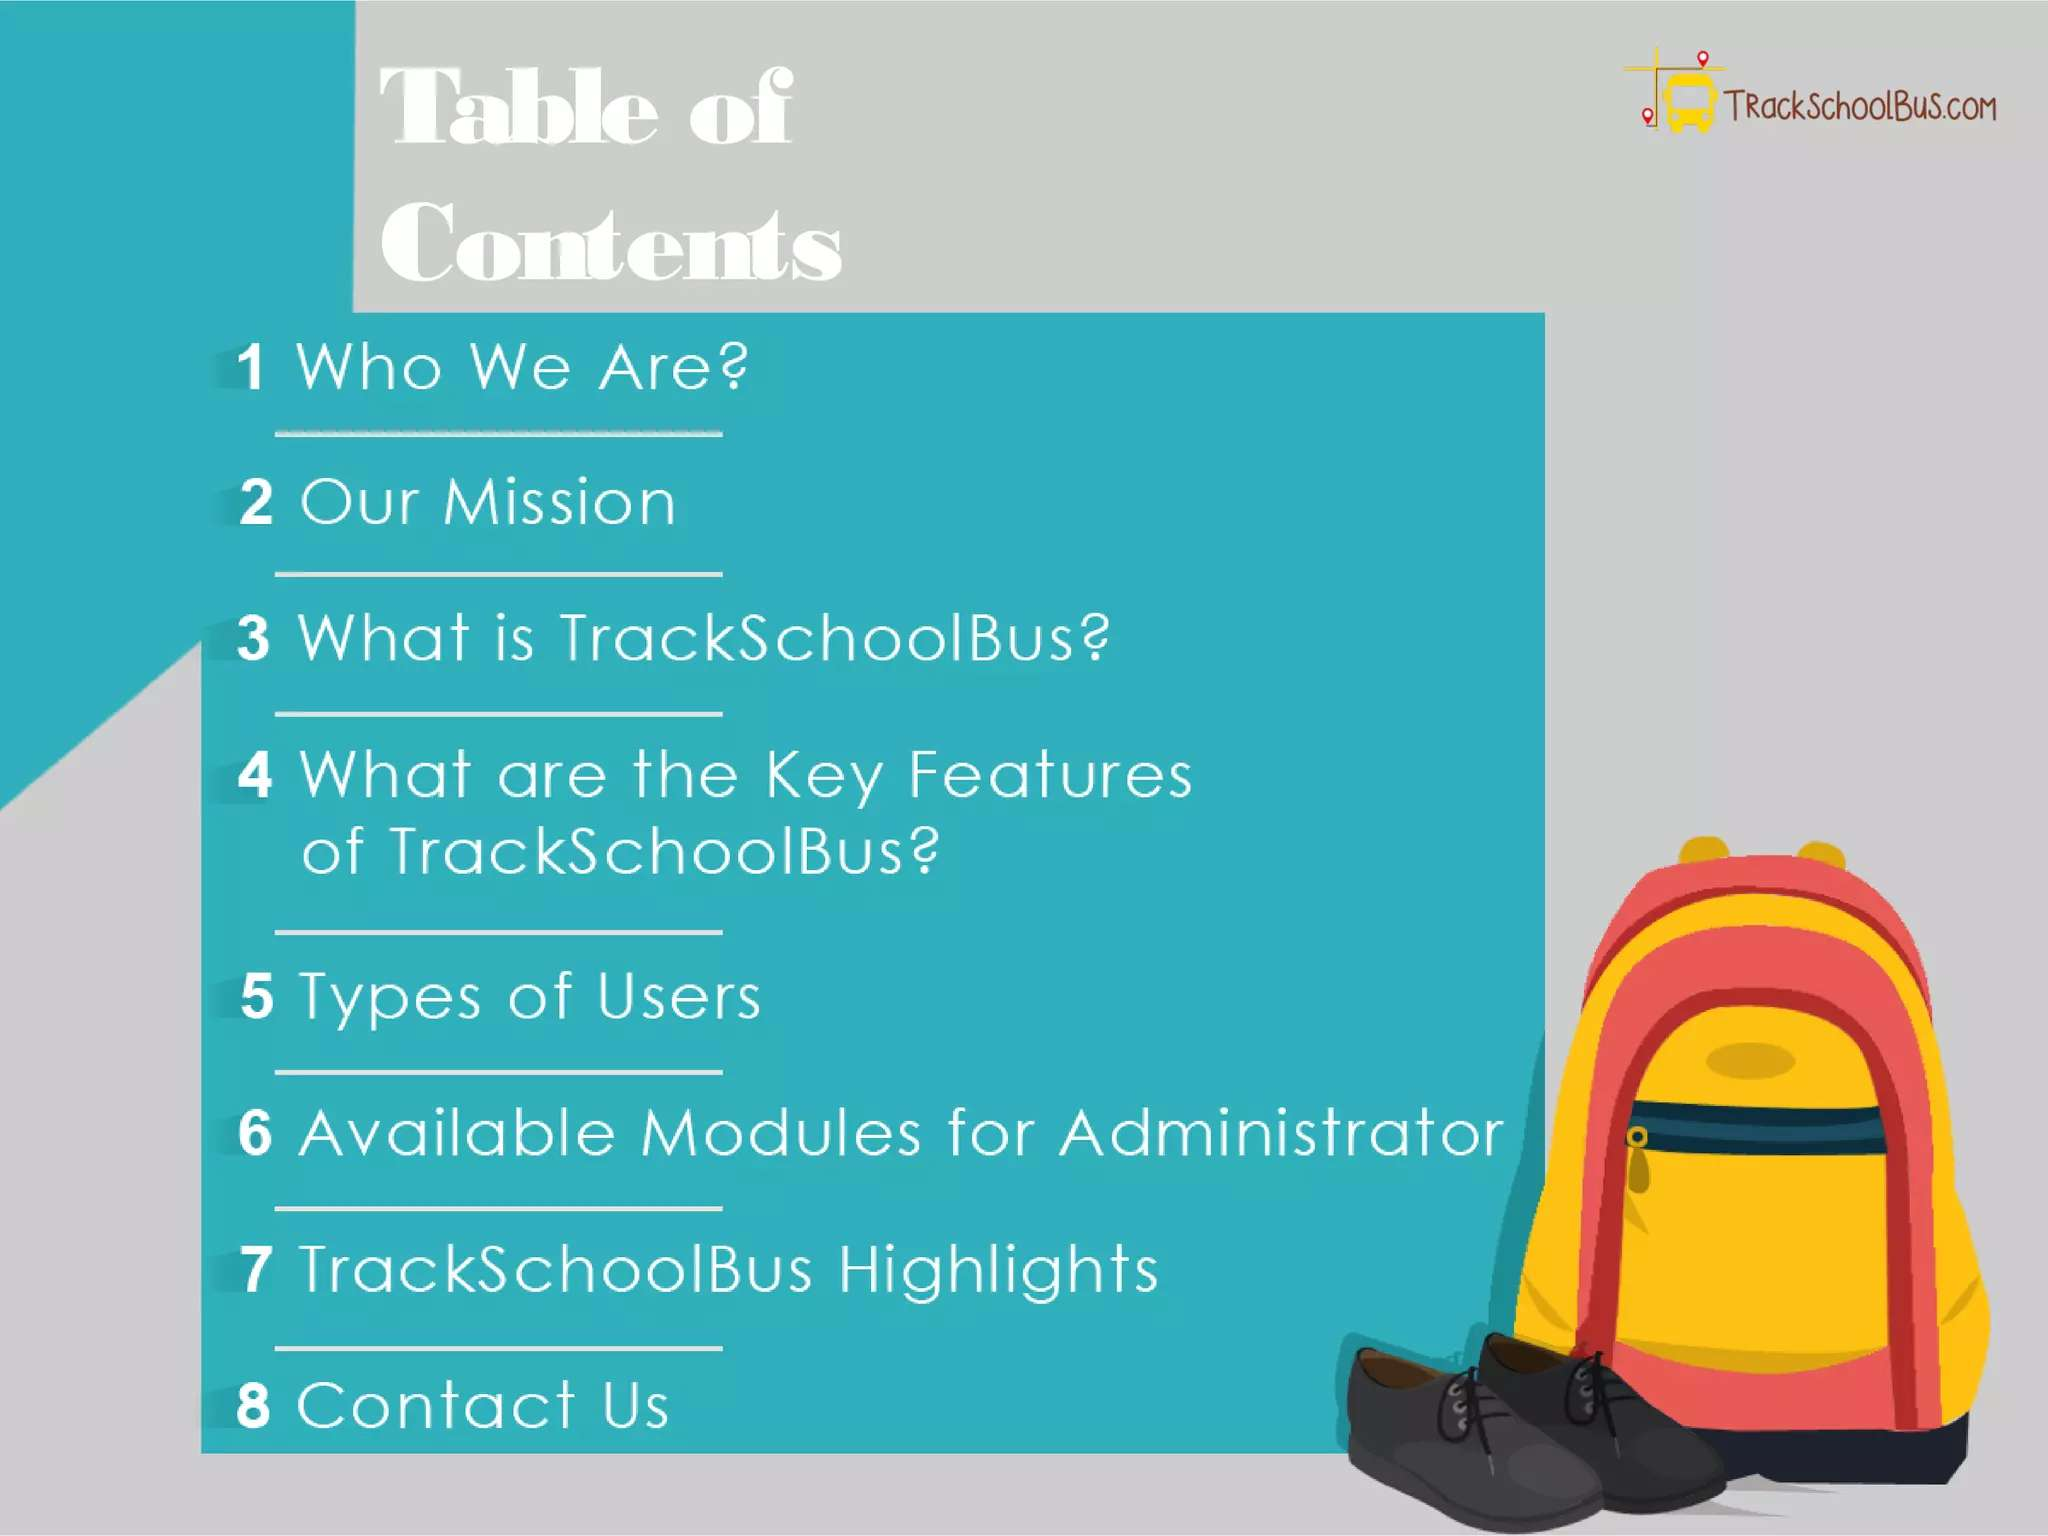 Table of
Contents
TRackSchoolBus.com
1 Who We Are?
2 Our Mission
3 What is TrackSchoolBus?
4 What are the Key Features
of TrackSchoolBus?
5 Types of Users
6 Available Modules for Administrator
7 TrackSchoolBus Highlights
8 Contact Us